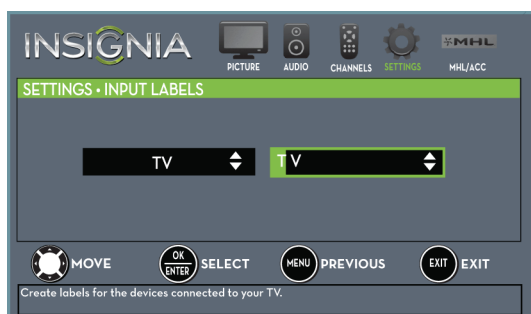 INSIGNIA
PICTURE AUDIO CHANNELS SETTINGS MHL MHL/ACC
SETTINGS • INPUT LABELS
TV TV
MOVE OK ENTER SELECT MENU PREVIOUS EXIT EXIT
Create labels for the devices connected to your TV.